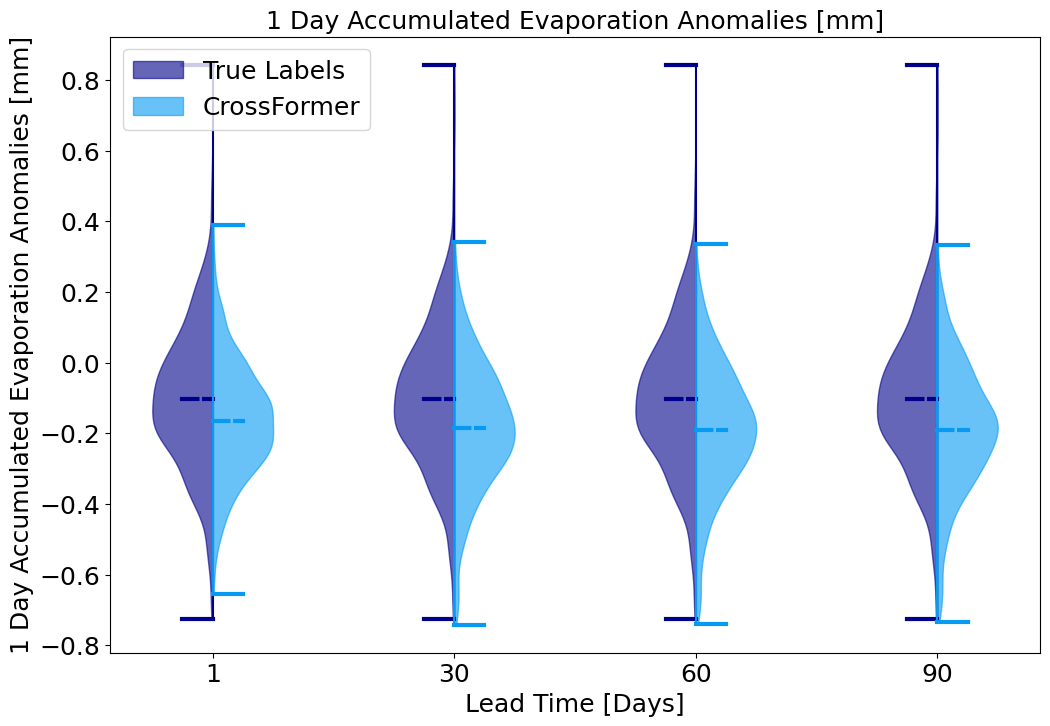 1 Day Accumulated Evaporation Anomalies [mm]
1 Day Accumulated Evaporation Anomalies [mm]
True Labels
CrossFormer
0.8
0.6
0.4
0.2
0.0
−0.2
−0.4
−0.6
−0.8
1 30 60 90
Lead Time [Days]